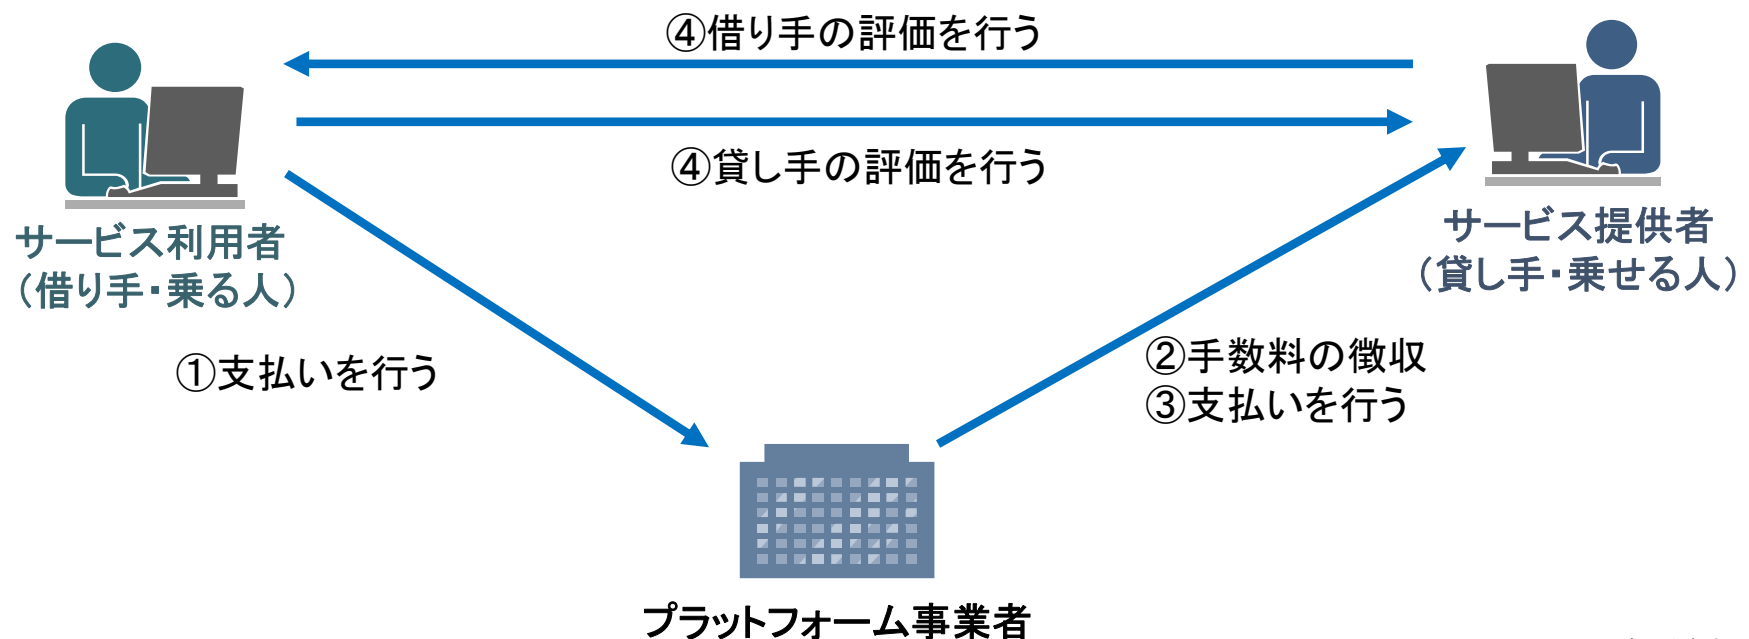 ④借り手の評価を行う
④貸し手の評価を行う
サービス利用者
（借り手・乗る人）
サービス提供者
（貸し手・乗せる人）
①支払いを行う
②手数料の徴収
③支払いを行う
プラットフォーム事業者